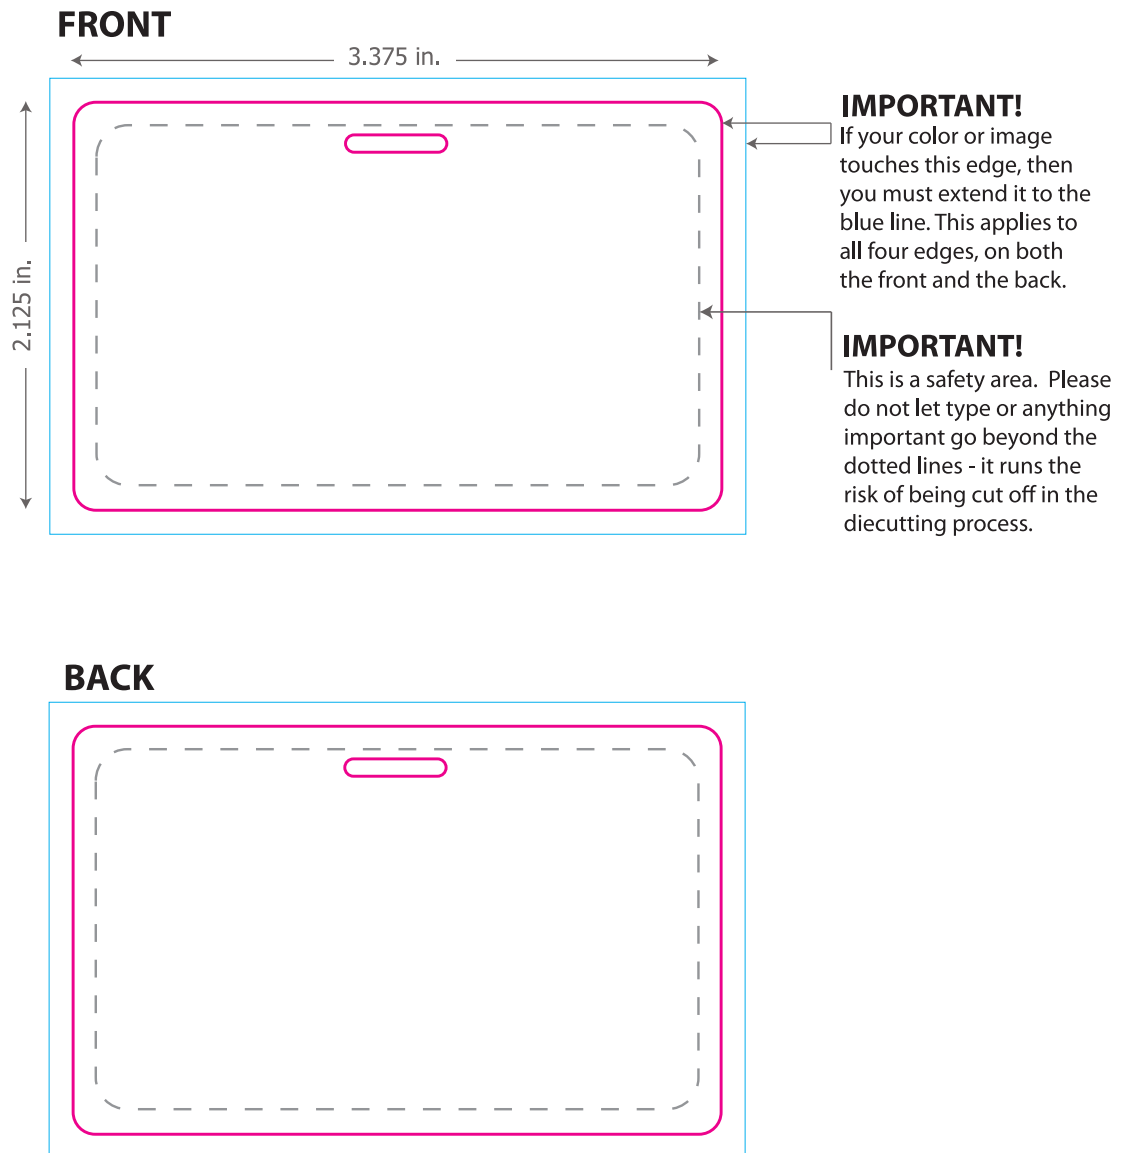 FRONT
3.375 in.
2.125 in.
IMPORTANT!
If your color or image
touches this edge, then
you must extend it to the
blue line. This applies to
all four edges, on both
the front and the back.
IMPORTANT!
This is a safety area.  Please
do not let type or anything
important go beyond the
dotted lines - it runs the
risk of being cut off in the
diecutting process.
BACK